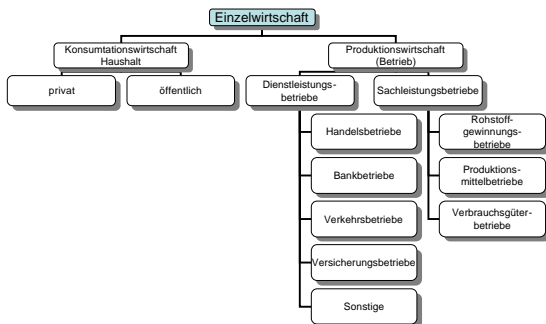 Einzelwirtschaft
Konsumtationswirtschaft
Haushalt
Produktionswirtschaft
(Betrieb)
privat
öffentlich
Dienstleistungs-
betriebe
Sachleistungsbetriebe
Handelsbetriebe
Bankbetriebe
Verkehrsbetriebe
Versicherungsbetriebe
Sonstige
Rohstoff-
gewinnungs-
betriebe
Produktions-
mittelbetriebe
Verbrauchsgüter-
betriebe